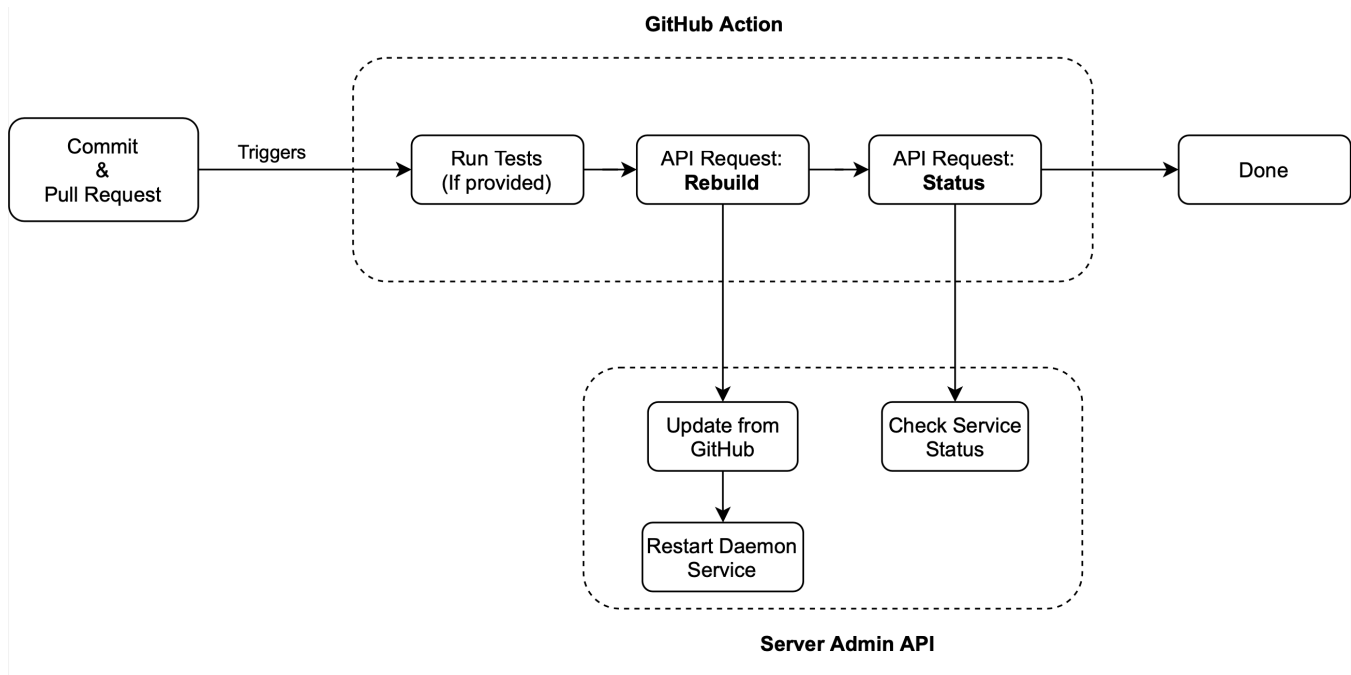 GitHub Action
Commit
&
Pull Request
Triggers
Run Tests
(If provided)
API Request:
Rebuild
API Request:
Status
Done
Update from
GitHub
Check Service
Status
Restart Daemon
Service
Server Admin API